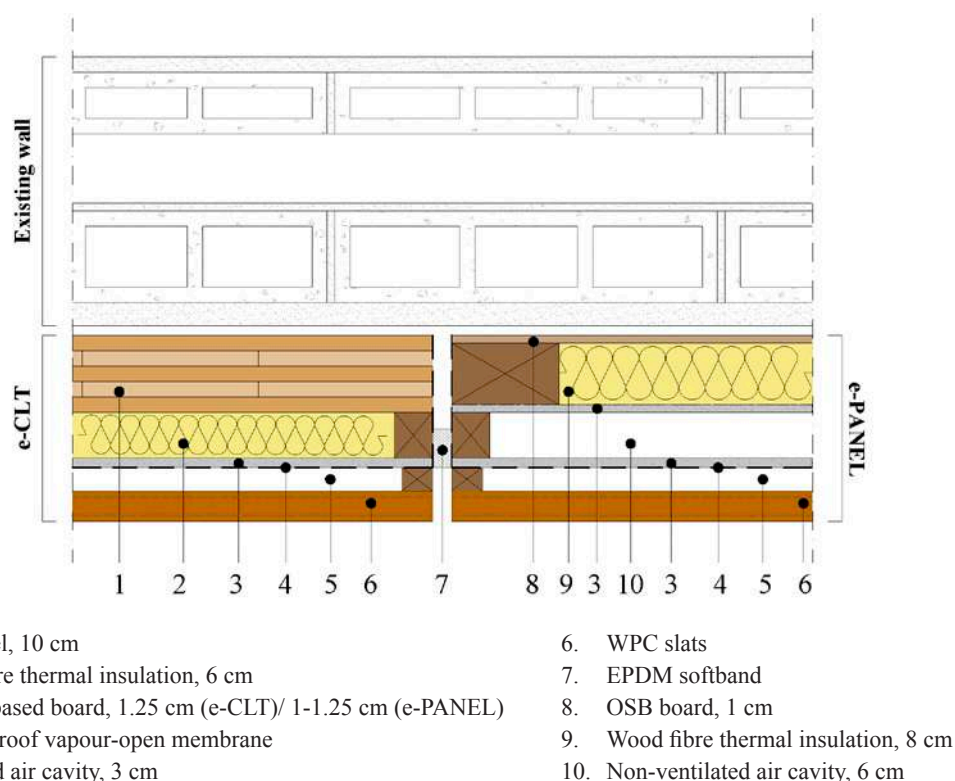 Existing wall
e-CLT
e-PANEL
1 2 3 4 5 6 7 8 9 3 10 3 4 5 6
el, 10 cm
re thermal insulation, 6 cm
based board, 1.25 cm (e-CLT)/ 1-1.25 cm (e-PANEL)
roof vapour-open membrane
d air cavity, 3 cm
6. WPC slats
7. EPDM softband
8. OSB board, 1 cm
9. Wood fibre thermal insulation, 8 cm
10. Non-ventilated air cavity, 6 cm